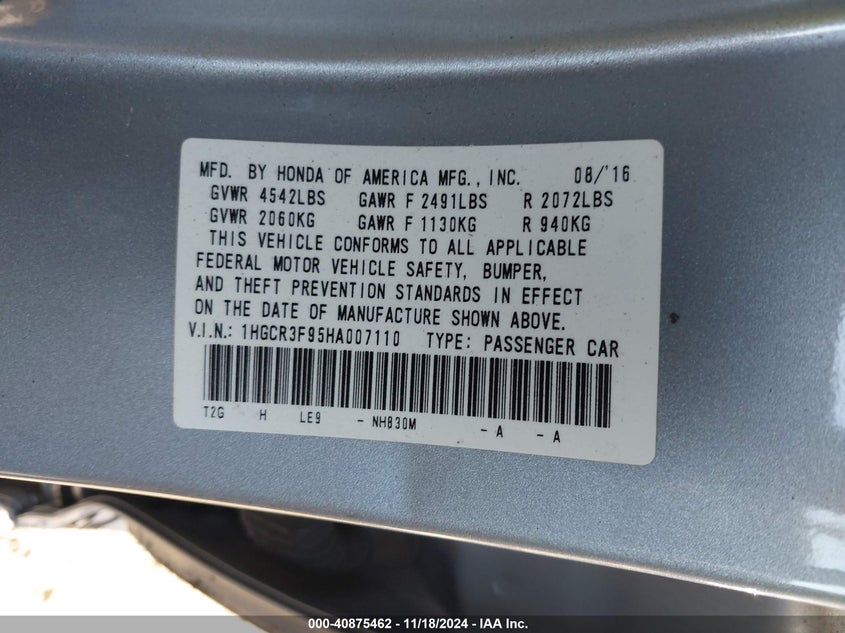 MFD. BY HONDA OF AMERICA MFG., INC. 08/'16
GVWR 4542LBS GAWR F 2491LBS R 2072LBS
GVWR 2060KG GAWR F 1130KG R 940KG
THIS VEHICLE CONFORMS TO ALL APPLICABLE
FEDERAL MOTOR VEHICLE SAFETY, BUMPER,
AND THEFT PREVENTION STANDARDS IN EFFECT
ON THE DATE OF MANUFACTURE SHOWN ABOVE.
V.I.N.: 1HGCR3F95HA007110 TYPE: PASSENGER CAR
T2G H LE9 - NH830M - A - A
000-40875462 - 11/18/2024 - IAA Inc.